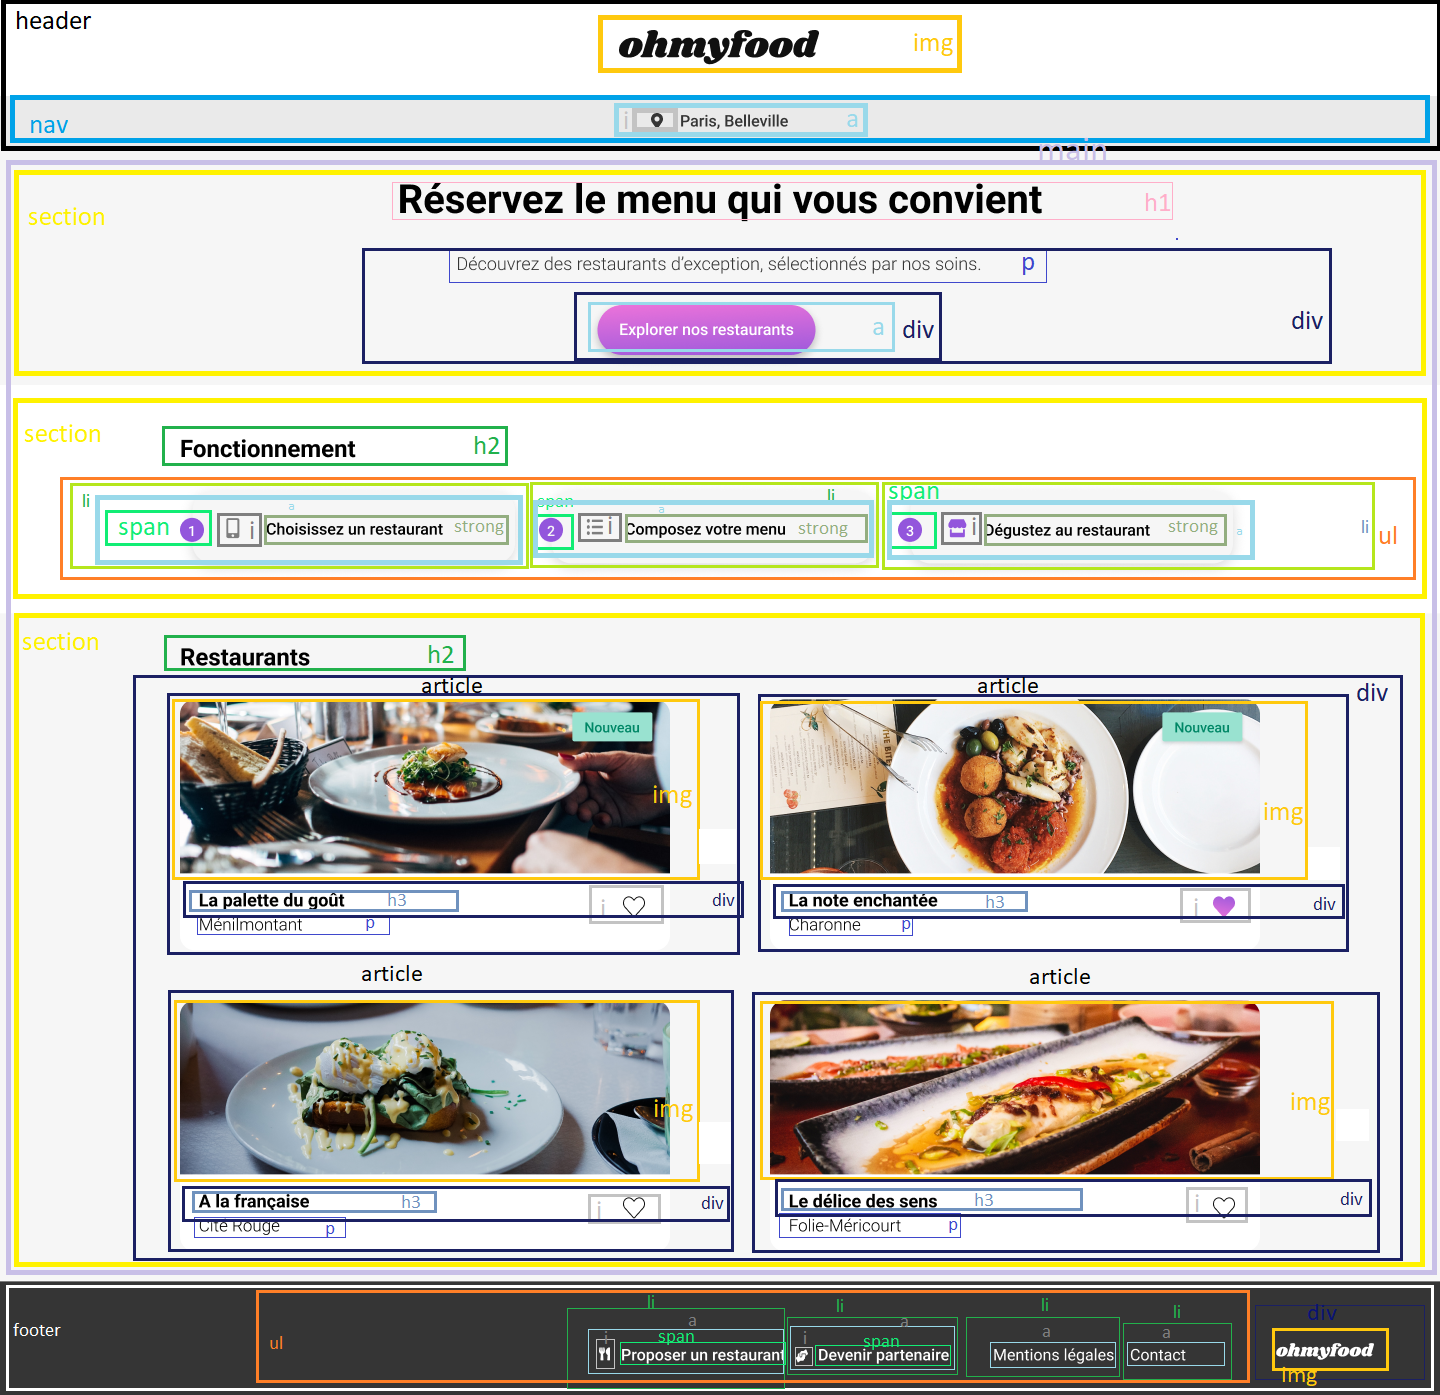 header
ohmyfood img
nav i Paris, Belleville a
main
section Réservez le menu qui vous convient h1
Découvrez des restaurants d'exception, sélectionnés par nos soins. p
Explorer nos restaurants a div div
section Fonctionnement h2
li a span a li span
span 1 i Choisissez un restaurant strong 2 i Composez votre menu strong 3 i Dégustez au restaurant strong a li ul
section Restaurants h2
article article div
Nouveau Nouveau
img img
La palette du goût h3 i div La note enchantée h3 i div
Ménilmontant p Charonne p
article article
img img
A la française h3 i div Le délice des sens h3 i div
Cité Rouge p Folie-Méricourt p
li li li li div
a a a a
footer ul i span i span
Proposer un restaurant Devenir partenaire Mentions légales Contact ohmyfood
img